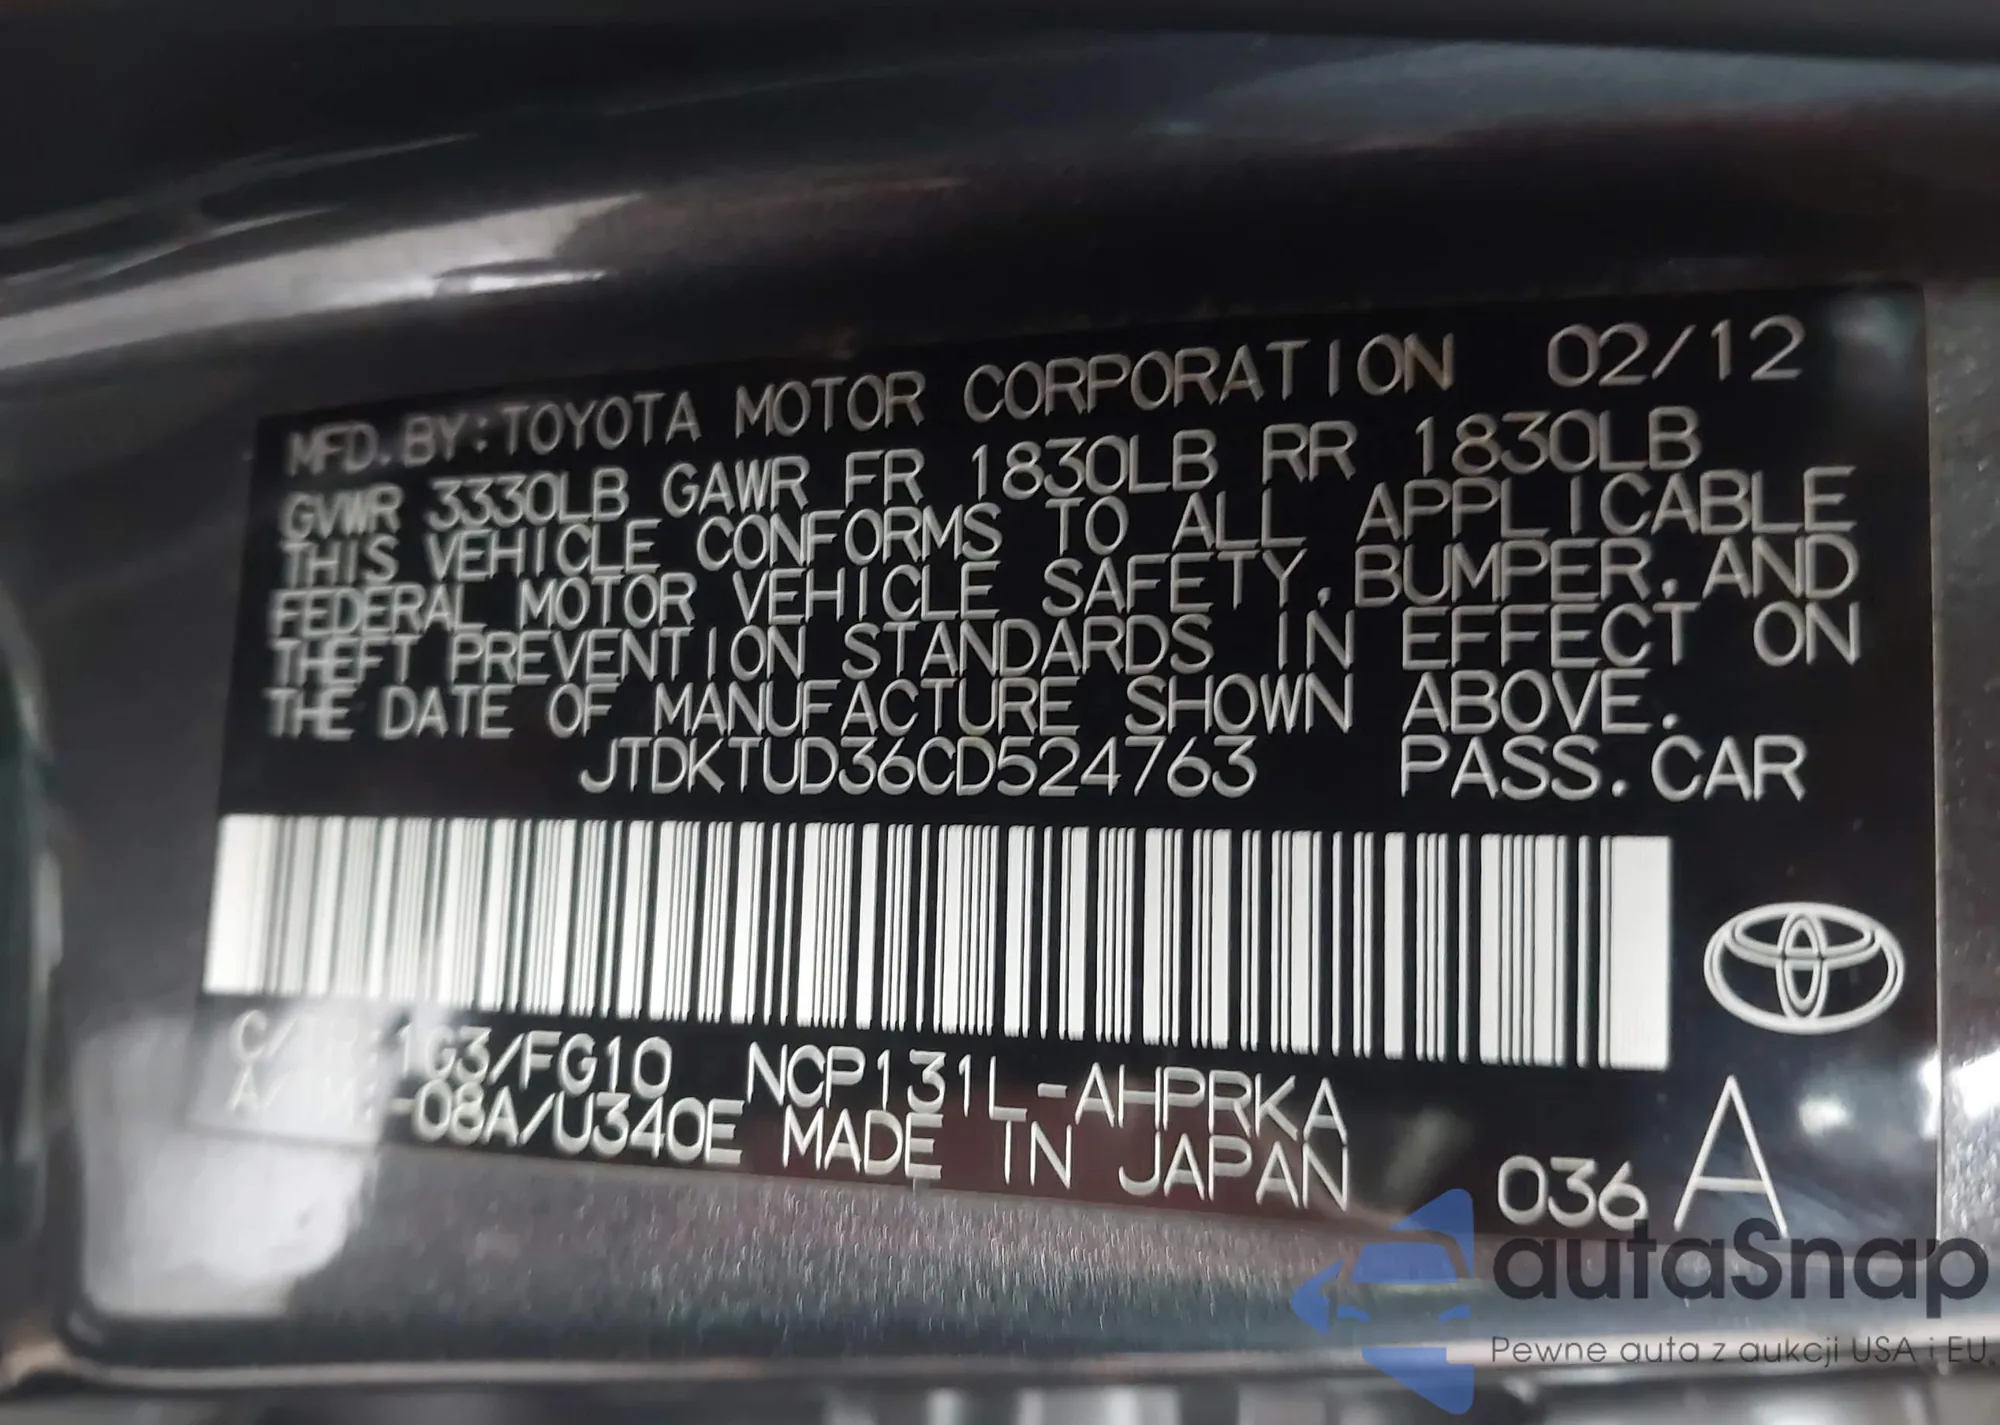 MFD.BY:TOYOTA MOTOR CORPORATION 02/12
GVWR 3330LB GAWR FR 1830LB RR 1830LB
THIS VEHICLE CONFORMS TO ALL APPLICABLE
FEDERAL MOTOR VEHICLE SAFETY, BUMPER, AND
THEFT PREVENTION STANDARDS IN EFFECT ON
THE DATE OF MANUFACTURE SHOWN ABOVE.
JTDKTUD36CD524763 PASS.CAR
C/TR:1G3/FG10 NCP131L-AHPRKA
-08A/U340E MADE IN JAPAN
036 A
autaSnap
Pewne auta z aukcji USA i EU.